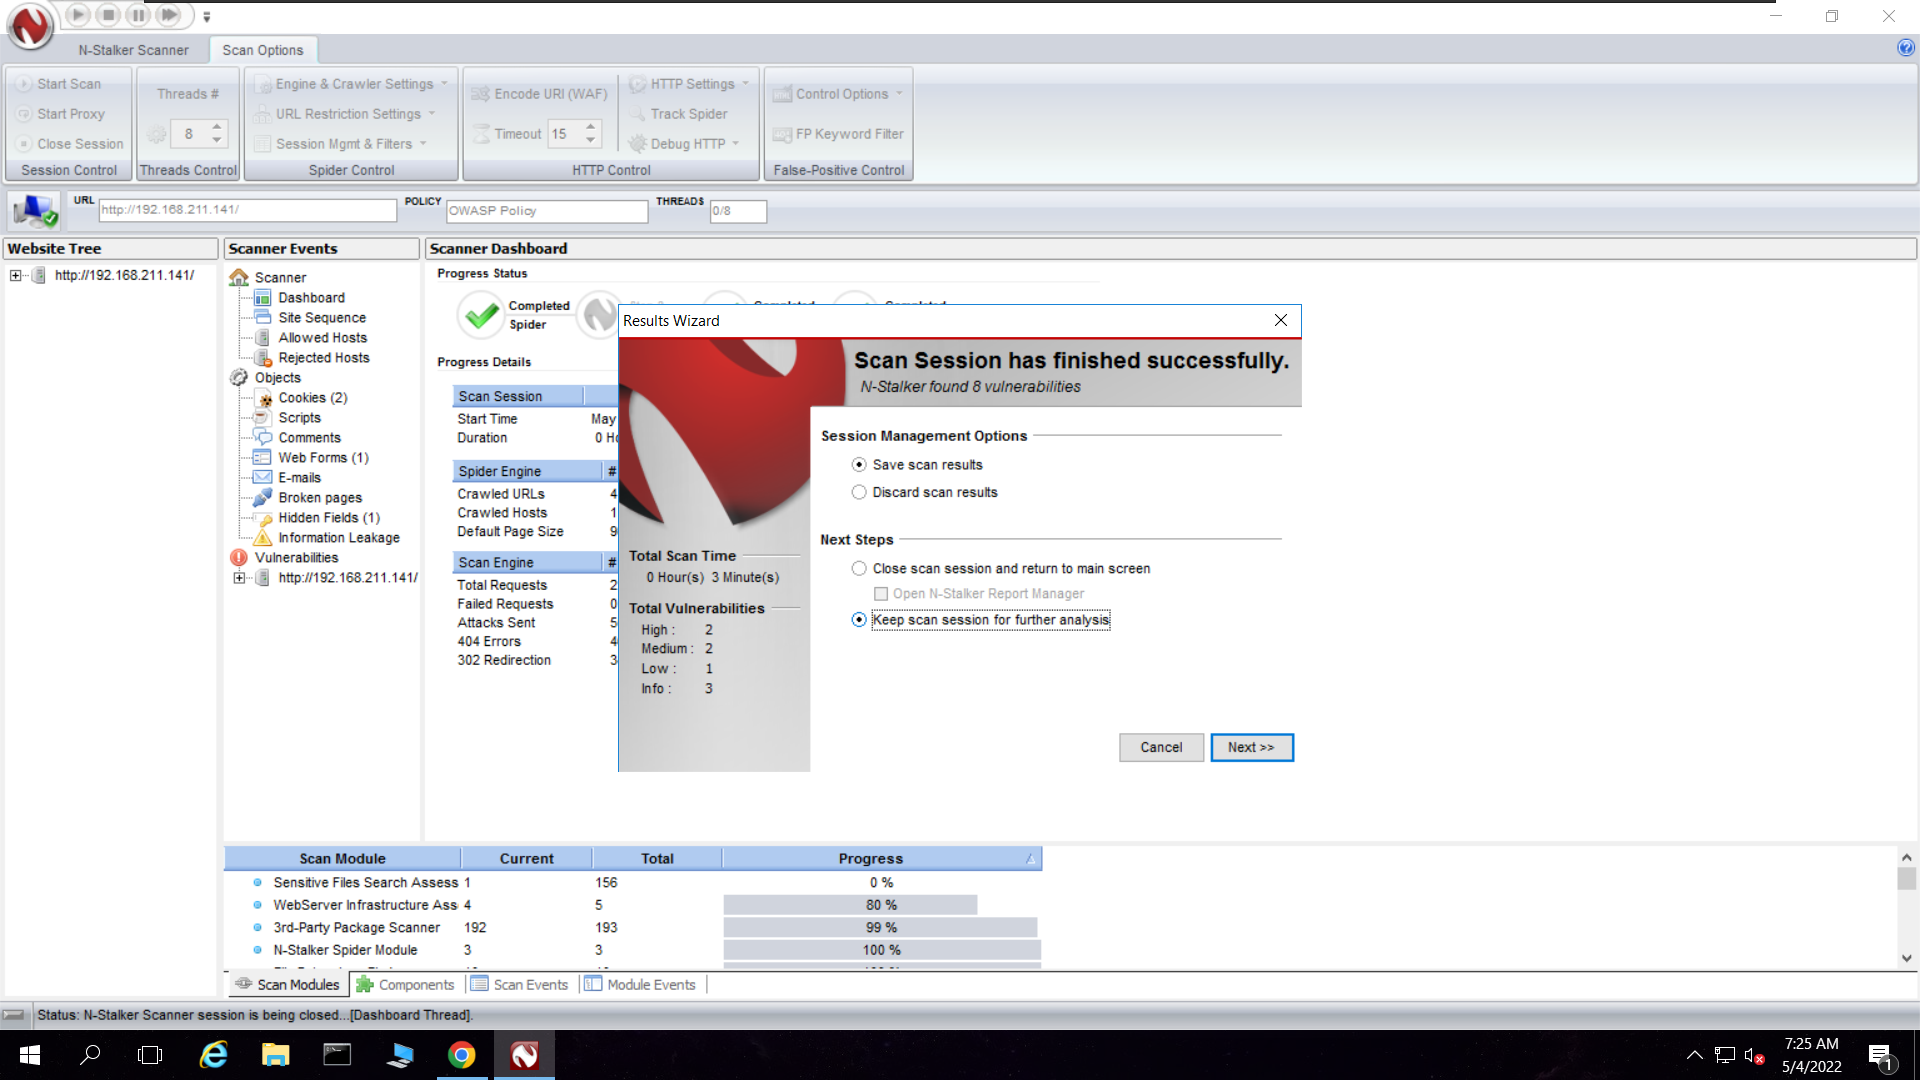 N-Stalker Scanner
Scan Options
Start Scan
Start Proxy
Close Session
Session Control
Threads #
8
Threads Control
Engine & Crawler Settings
URL Restriction Settings
Session Mgmt & Filters
Spider Control
Encode URI (WAF)
Timeout 15
HTTP Settings
Track Spider
Debug HTTP
HTTP Control
Control Options
FP Keyword Filter
False-Positive Control
URL http://192.168.211.141/
POLICY OWASP Policy
THREADS 0/8
Website Tree
http://192.168.211.141/
Scanner Events
Scanner
Dashboard
Site Sequence
Allowed Hosts
Rejected Hosts
Objects
Cookies (2)
Scripts
Comments
Web Forms (1)
E-mails
Broken pages
Hidden Fields (1)
Information Leakage
Vulnerabilities
http://192.168.211.141/
Scanner Dashboard
Progress Status
Completed
Spider
Completed
Completed
Progress Details
Scan Session
Start Time May
Duration 0 Ho
Spider Engine #
Crawled URLs 4
Crawled Hosts 1
Default Page Size 9
Scan Engine #
Total Requests 2
Failed Requests 0
Attacks Sent 5
404 Errors 4
302 Redirection 3
Results Wizard
Scan Session has finished successfully.
N-Stalker found 8 vulnerabilities
Total Scan Time
0 Hour(s) 3 Minute(s)
Total Vulnerabilities
High : 2
Medium : 2
Low : 1
Info : 3
Session Management Options
Save scan results
Discard scan results
Next Steps
Close scan session and return to main screen
Open N-Stalker Report Manager
Keep scan session for further analysis
Cancel
Next >>
Scan Module Current Total Progress
Sensitive Files Search Assess 1 156 0 %
WebServer Infrastructure Ass 4 5 80 %
3rd-Party Package Scanner 192 193 99 %
N-Stalker Spider Module 3 3 100 %
Scan Modules
Components
Scan Events
Module Events
Status: N-Stalker Scanner session is being closed...[Dashboard Thread].
7:25 AM
5/4/2022
1